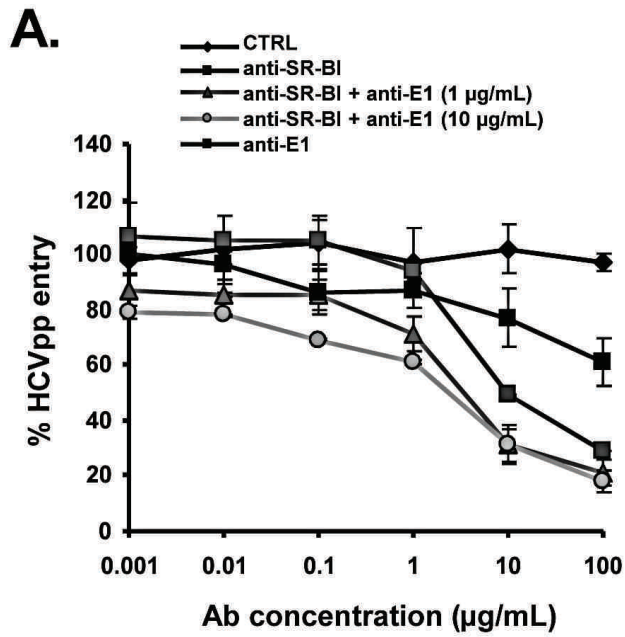 A.
CTRL
anti-SR-BI
anti-SR-BI + anti-E1 (1 µg/mL)
anti-SR-BI + anti-E1 (10 µg/mL)
anti-E1
140
120
100
80
60
40
20
0
% HCVpp entry
0.001 0.01 0.1 1 10 100
Ab concentration (µg/mL)